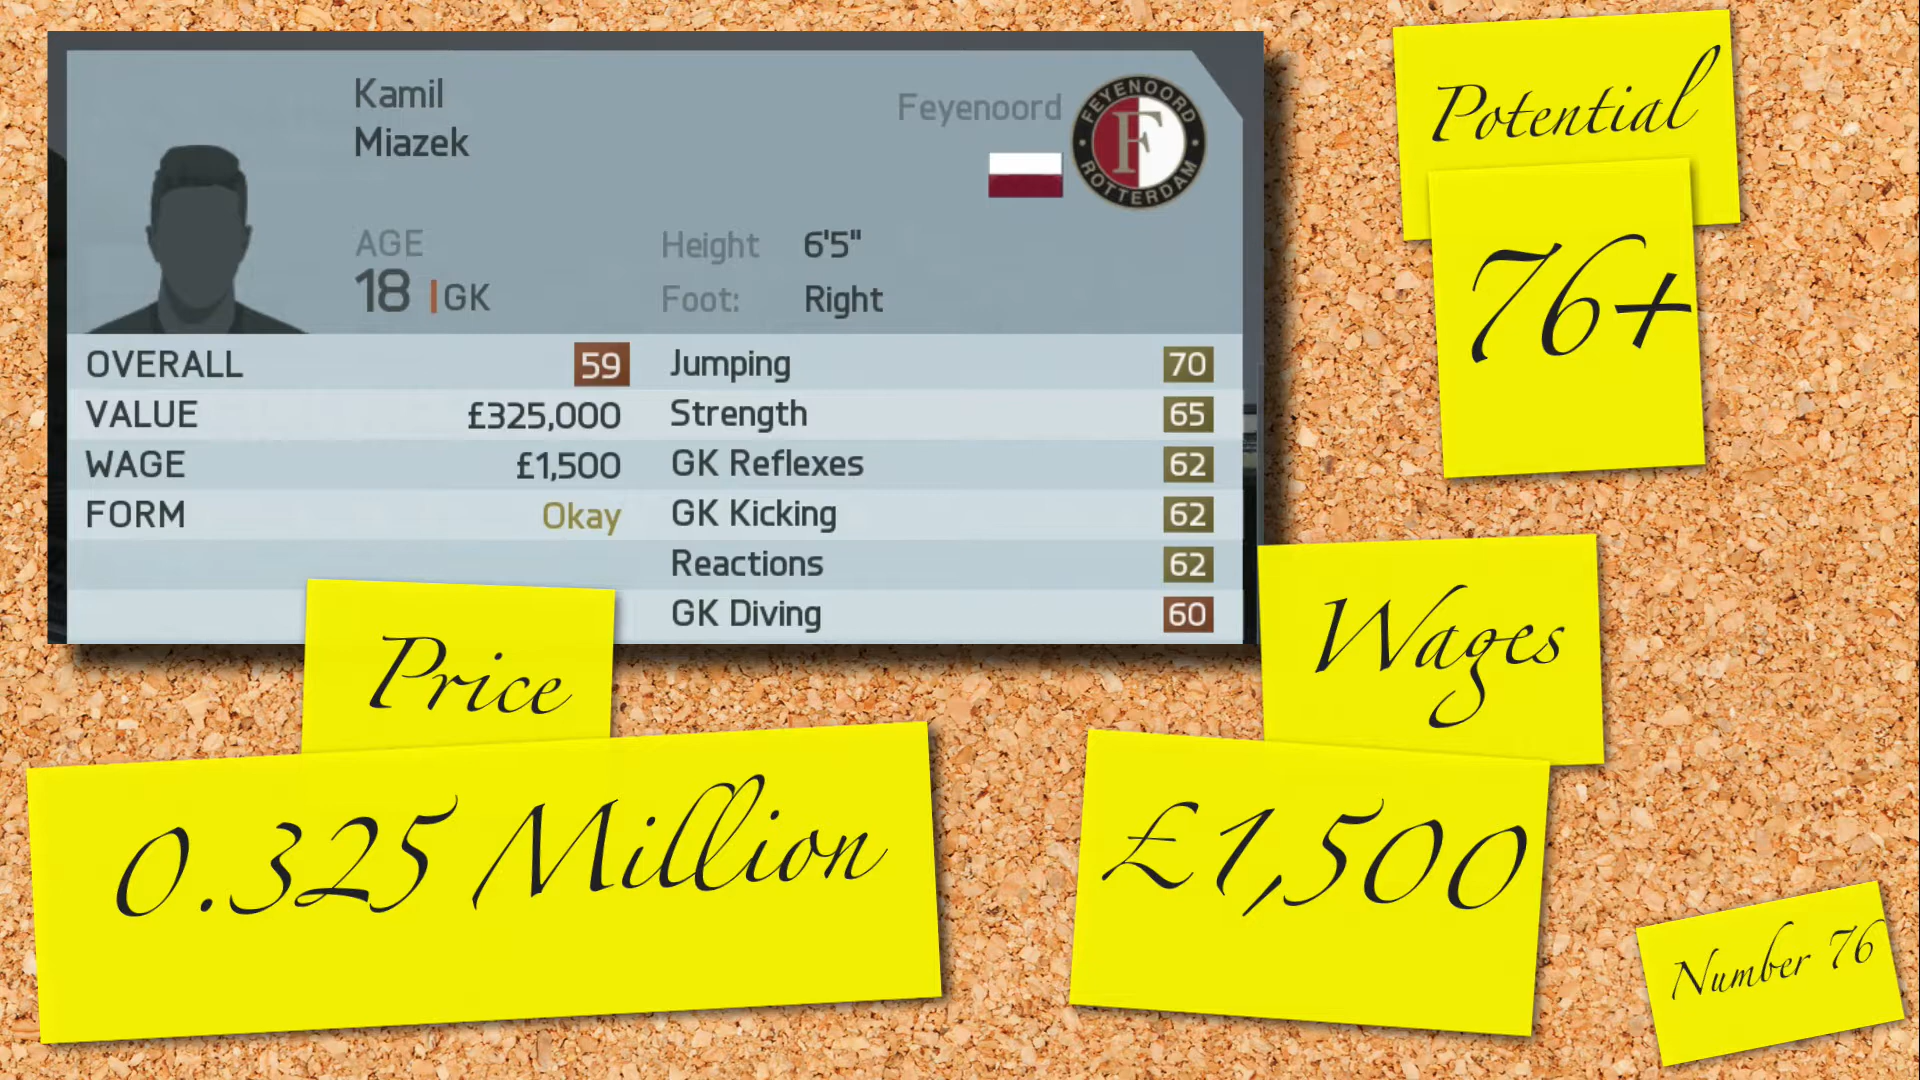 Kamil
Miazek
Feyenoord
FEYENOORD
F
ROTTERDAM
AGE
18 GK
Height 6'5"
Foot: Right
OVERALL 59
VALUE £325,000
WAGE £1,500
FORM Okay
Jumping 70
Strength 65
GK Reflexes 62
GK Kicking 62
Reactions 62
GK Diving 60
Potential
76+
Price
0.325 Million
Wages
£1,500
Number 76